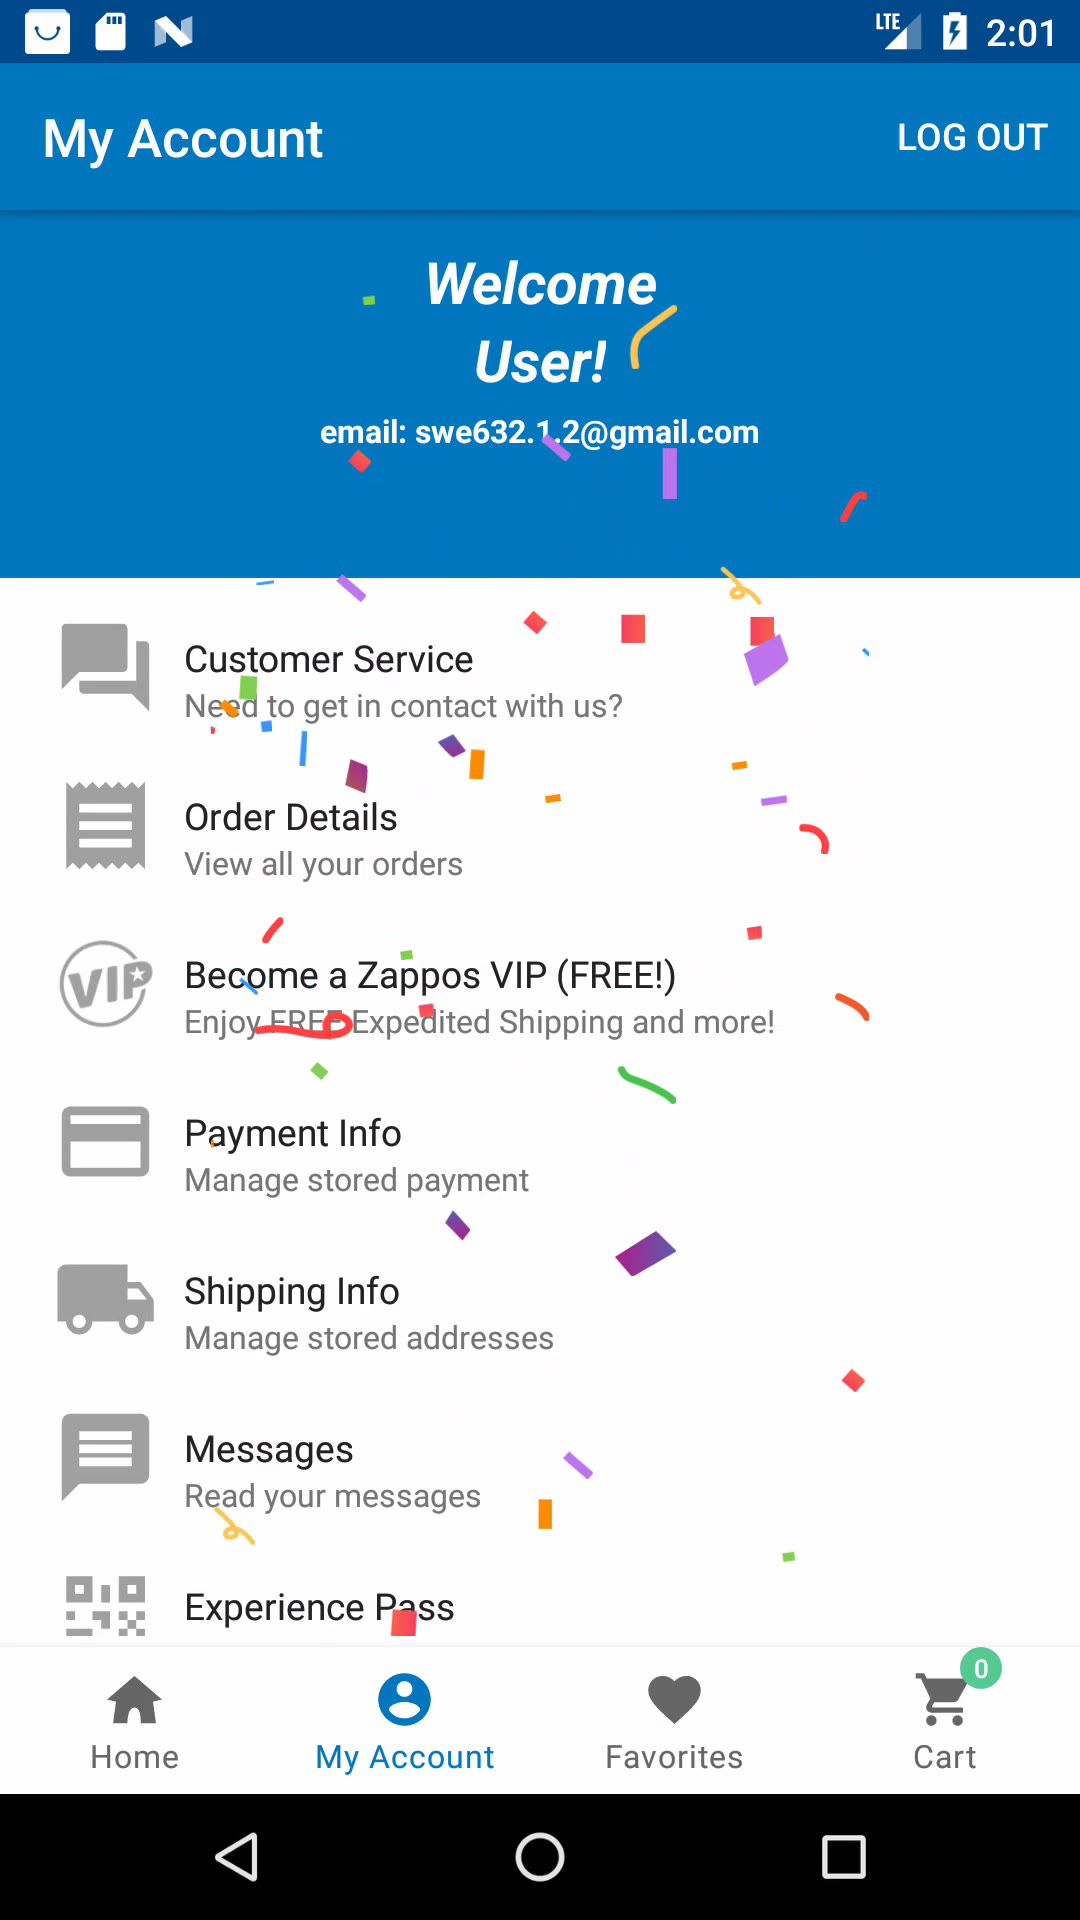 LTE 2:01
My Account LOG OUT
Welcome
User!
email: swe632.1.2@gmail.com
Customer Service
Need to get in contact with us?
Order Details
View all your orders
VIP
Become a Zappos VIP (FREE!)
Enjoy FREE Expedited Shipping and more!
Payment Info
Manage stored payment
Shipping Info
Manage stored addresses
Messages
Read your messages
Experience Pass
0
Home My Account Favorites Cart